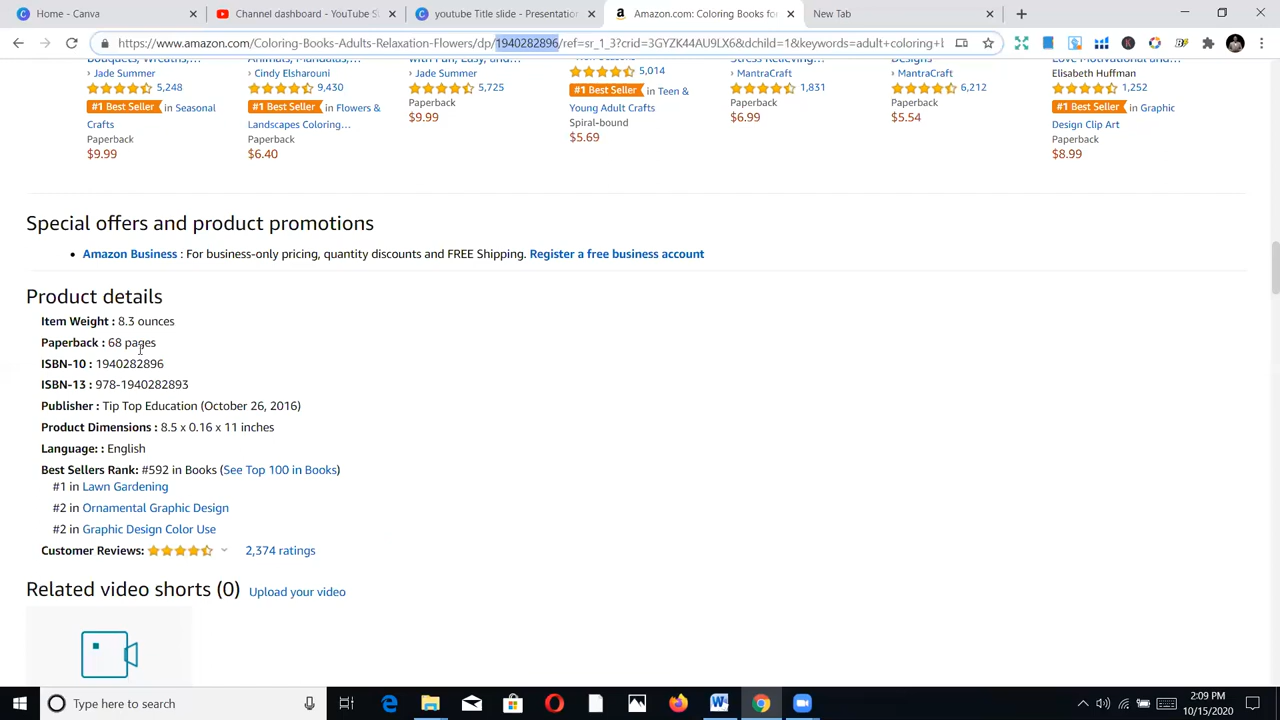 Home - Canva
Channel dashboard - YouTube S
youtube Title slide - Presentation
Amazon.com: Coloring Books for
New Tab
https://www.amazon.com/Coloring-Books-Adults-Relaxation-Flowers/dp/1940282896/ref=sr_1_3?crid=3GYZK44AU9LX6&dchild=1&keywords=adult+coloring+b
Jade Summer
5,248
#1 Best Seller in Seasonal
Crafts
Paperback
$9.99
Cindy Elsharouni
9,430
#1 Best Seller in Flowers &
Landscapes Coloring…
Paperback
$6.40
Jade Summer
5,725
Paperback
$9.99
5,014
#1 Best Seller in Teen &
Young Adult Crafts
Spiral-bound
$5.69
MantraCraft
1,831
Paperback
$6.99
MantraCraft
6,212
Paperback
$5.54
Elisabeth Huffman
1,252
#1 Best Seller in Graphic
Design Clip Art
Paperback
$8.99
Special offers and product promotions
Amazon Business : For business-only pricing, quantity discounts and FREE Shipping. Register a free business account
Product details
Item Weight : 8.3 ounces
Paperback : 68 pages
ISBN-10 : 1940282896
ISBN-13 : 978-1940282893
Publisher : Tip Top Education (October 26, 2016)
Product Dimensions : 8.5 x 0.16 x 11 inches
Language: : English
Best Sellers Rank: #592 in Books (See Top 100 in Books)
#1 in Lawn Gardening
#2 in Ornamental Graphic Design
#2 in Graphic Design Color Use
Customer Reviews: 2,374 ratings
Related video shorts (0) Upload your video
Type here to search
2:09 PM
10/15/2020